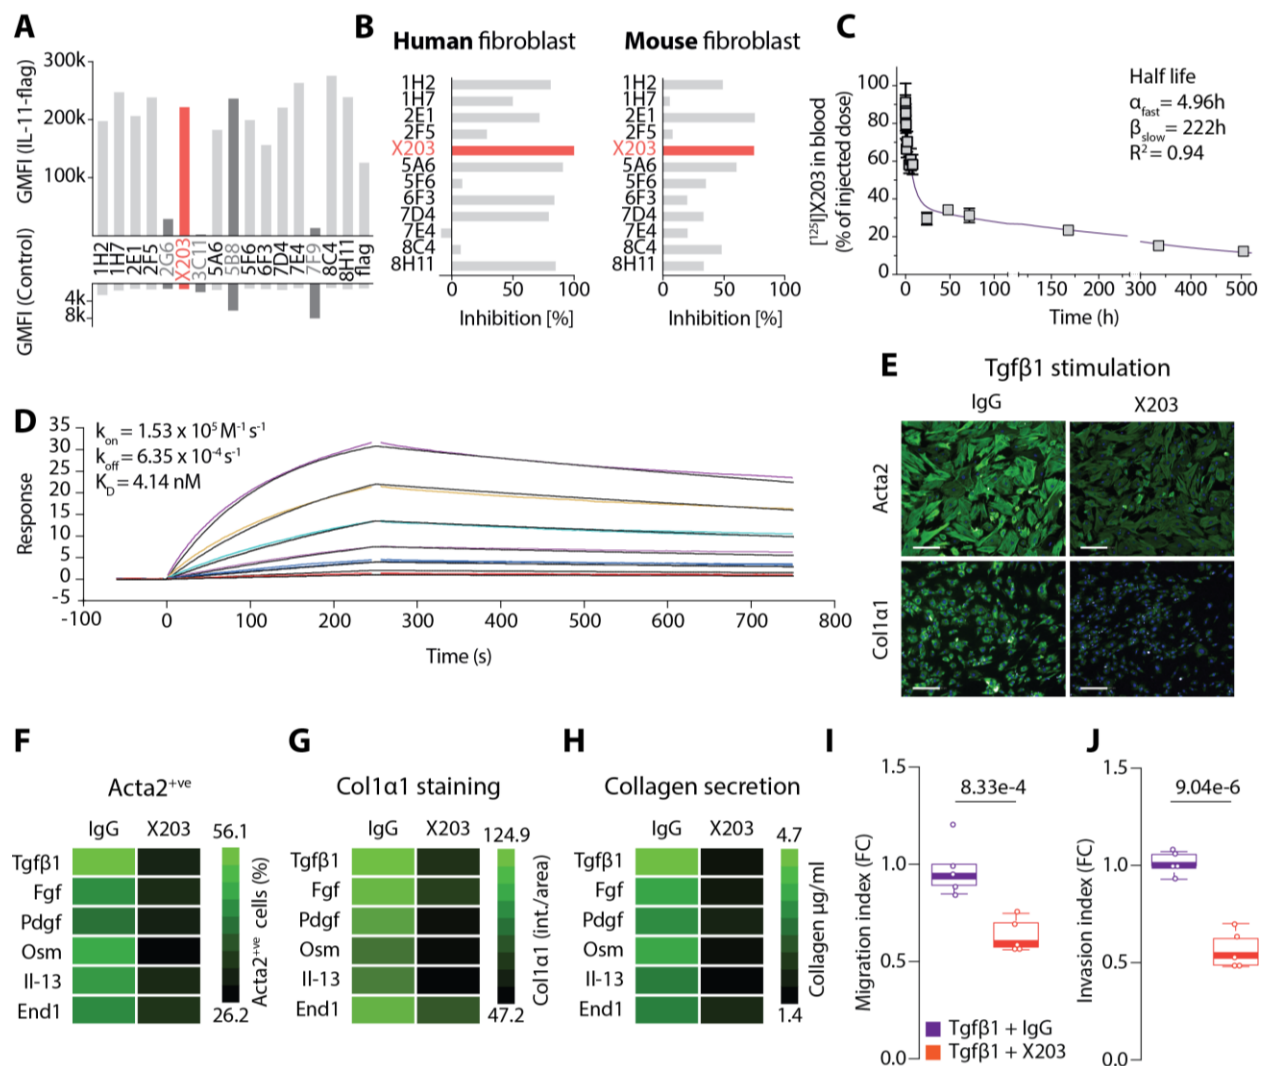 A
GMFI (IL-11-flag)
300k
200k
100k
1H2
1H7
2E1
2F5
2G6
X203
3C11
5A6
5B8
5F6
6F3
7D4
7E4
7F9
8C4
8H11
flag
GMFI (Control)
4k
8k
B
Human fibroblast
1H2
1H7
2E1
2F5
X203
5A6
5F6
6F3
7D4
7E4
8C4
8H11
0 50 100
Inhibition [%]
Mouse fibroblast
1H2
1H7
2E1
2F5
X203
5A6
5F6
6F3
7D4
7E4
8C4
8H11
0 50 100
Inhibition [%]
C
[125I]X203 in blood
(% of injected dose)
100
80
60
40
20
0
Half life
αfast= 4.96h
βslow= 222h
R2= 0.94
0 50 100 150 200 300 400 500
Time (h)
D
Response
35
30
25
20
15
10
5
0
-5
kon = 1.53 x 105 M-1 s-1
koff = 6.35 x 10-4 s-1
KD = 4.14 nM
-100 0 100 200 300 400 500 600 700 800
Time (s)
E
Tgfβ1 stimulation
IgG X203
Acta2
Col1α1
F
Acta2+ve
IgG X203
Tgfβ1
Fgf
Pdgf
Osm
Il-13
End1
56.1
26.2
Acta2+ve cells (%)
G
Col1α1 staining
IgG X203
Tgfβ1
Fgf
Pdgf
Osm
Il-13
End1
124.9
47.2
Col1α1 (int./area)
H
Collagen secretion
IgG X203
Tgfβ1
Fgf
Pdgf
Osm
Il-13
End1
4.7
1.4
Collagen µg/ml
I
Migration index (FC)
1.5
1.0
0.5
0.0
8.33e-4
Tgfβ1 + IgG
Tgfβ1 + X203
J
Invasion index (FC)
1.5
1.0
0.5
0.0
9.04e-6